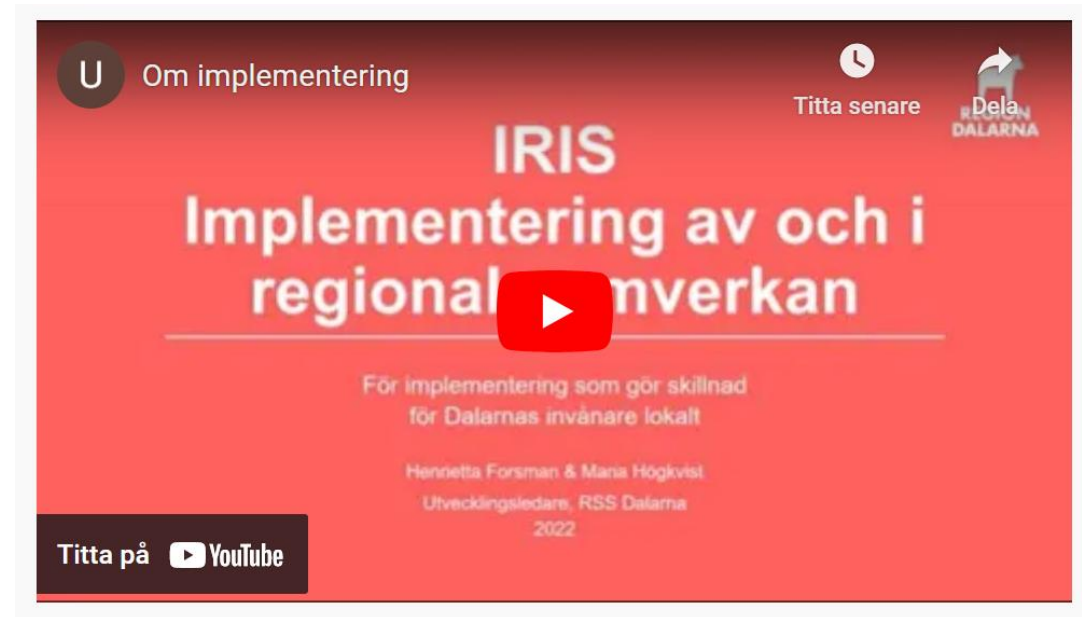 U
Om implementering
Titta senare
Dela
REGION
DALARNA
IRIS
Implementering av och i
regional mverkan
För implementering som gör skillnad
för Dalarnas invånare lokalt
Henrietta Forsman & Maria Högkvist
Utvecklingsledare, RSS Dalarna
2022
Titta på YouTube